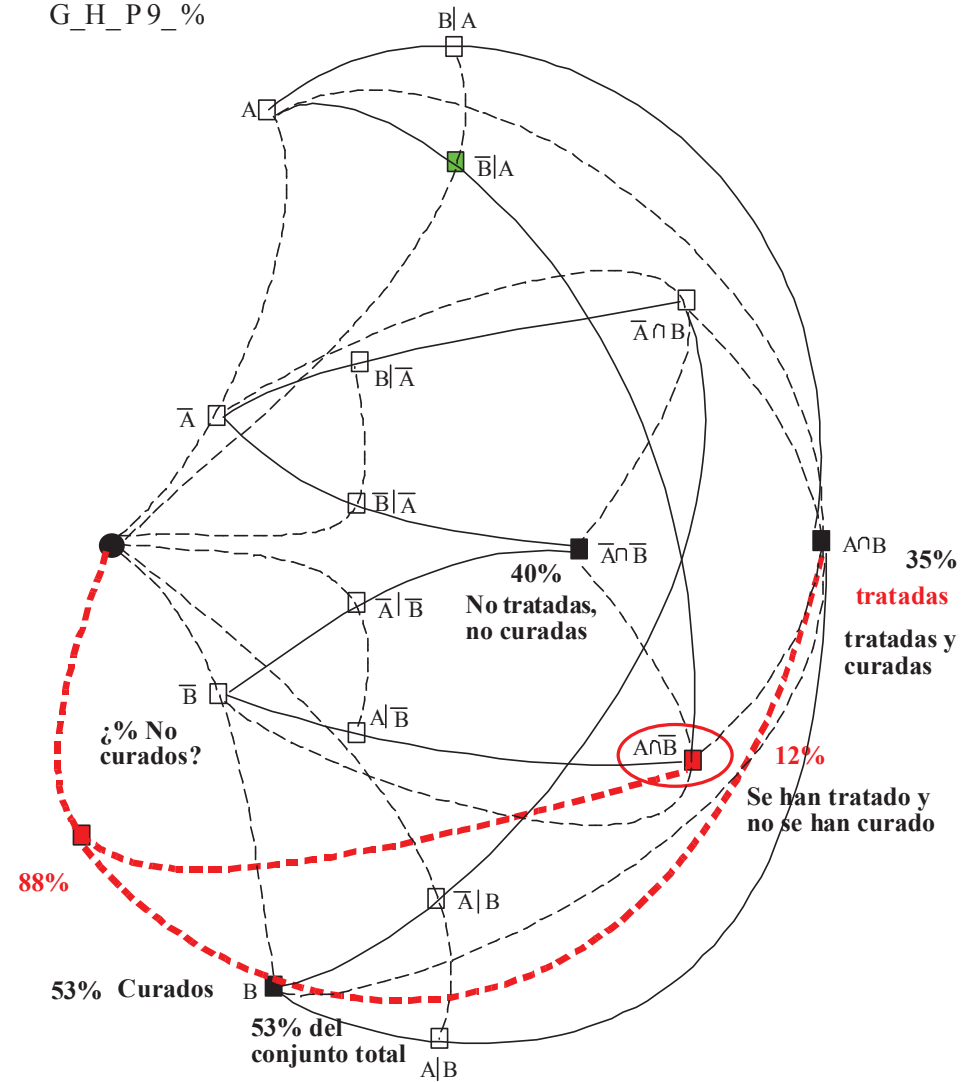 G_H_P9_%
B|A
A
B̅|A
A̅∩B
B|A̅
A̅
B̅|A̅
A̅∩B̅
A∩B
35%
40%
tratadas
No tratadas,
no curadas
A̅|B̅
tratadas y
curadas
B̅
A|B̅
¿% No
curados?
A∩B̅
12%
Se han tratado y
no se han curado
88%
A̅|B
53% Curados
B
53% del
conjunto total
A|B